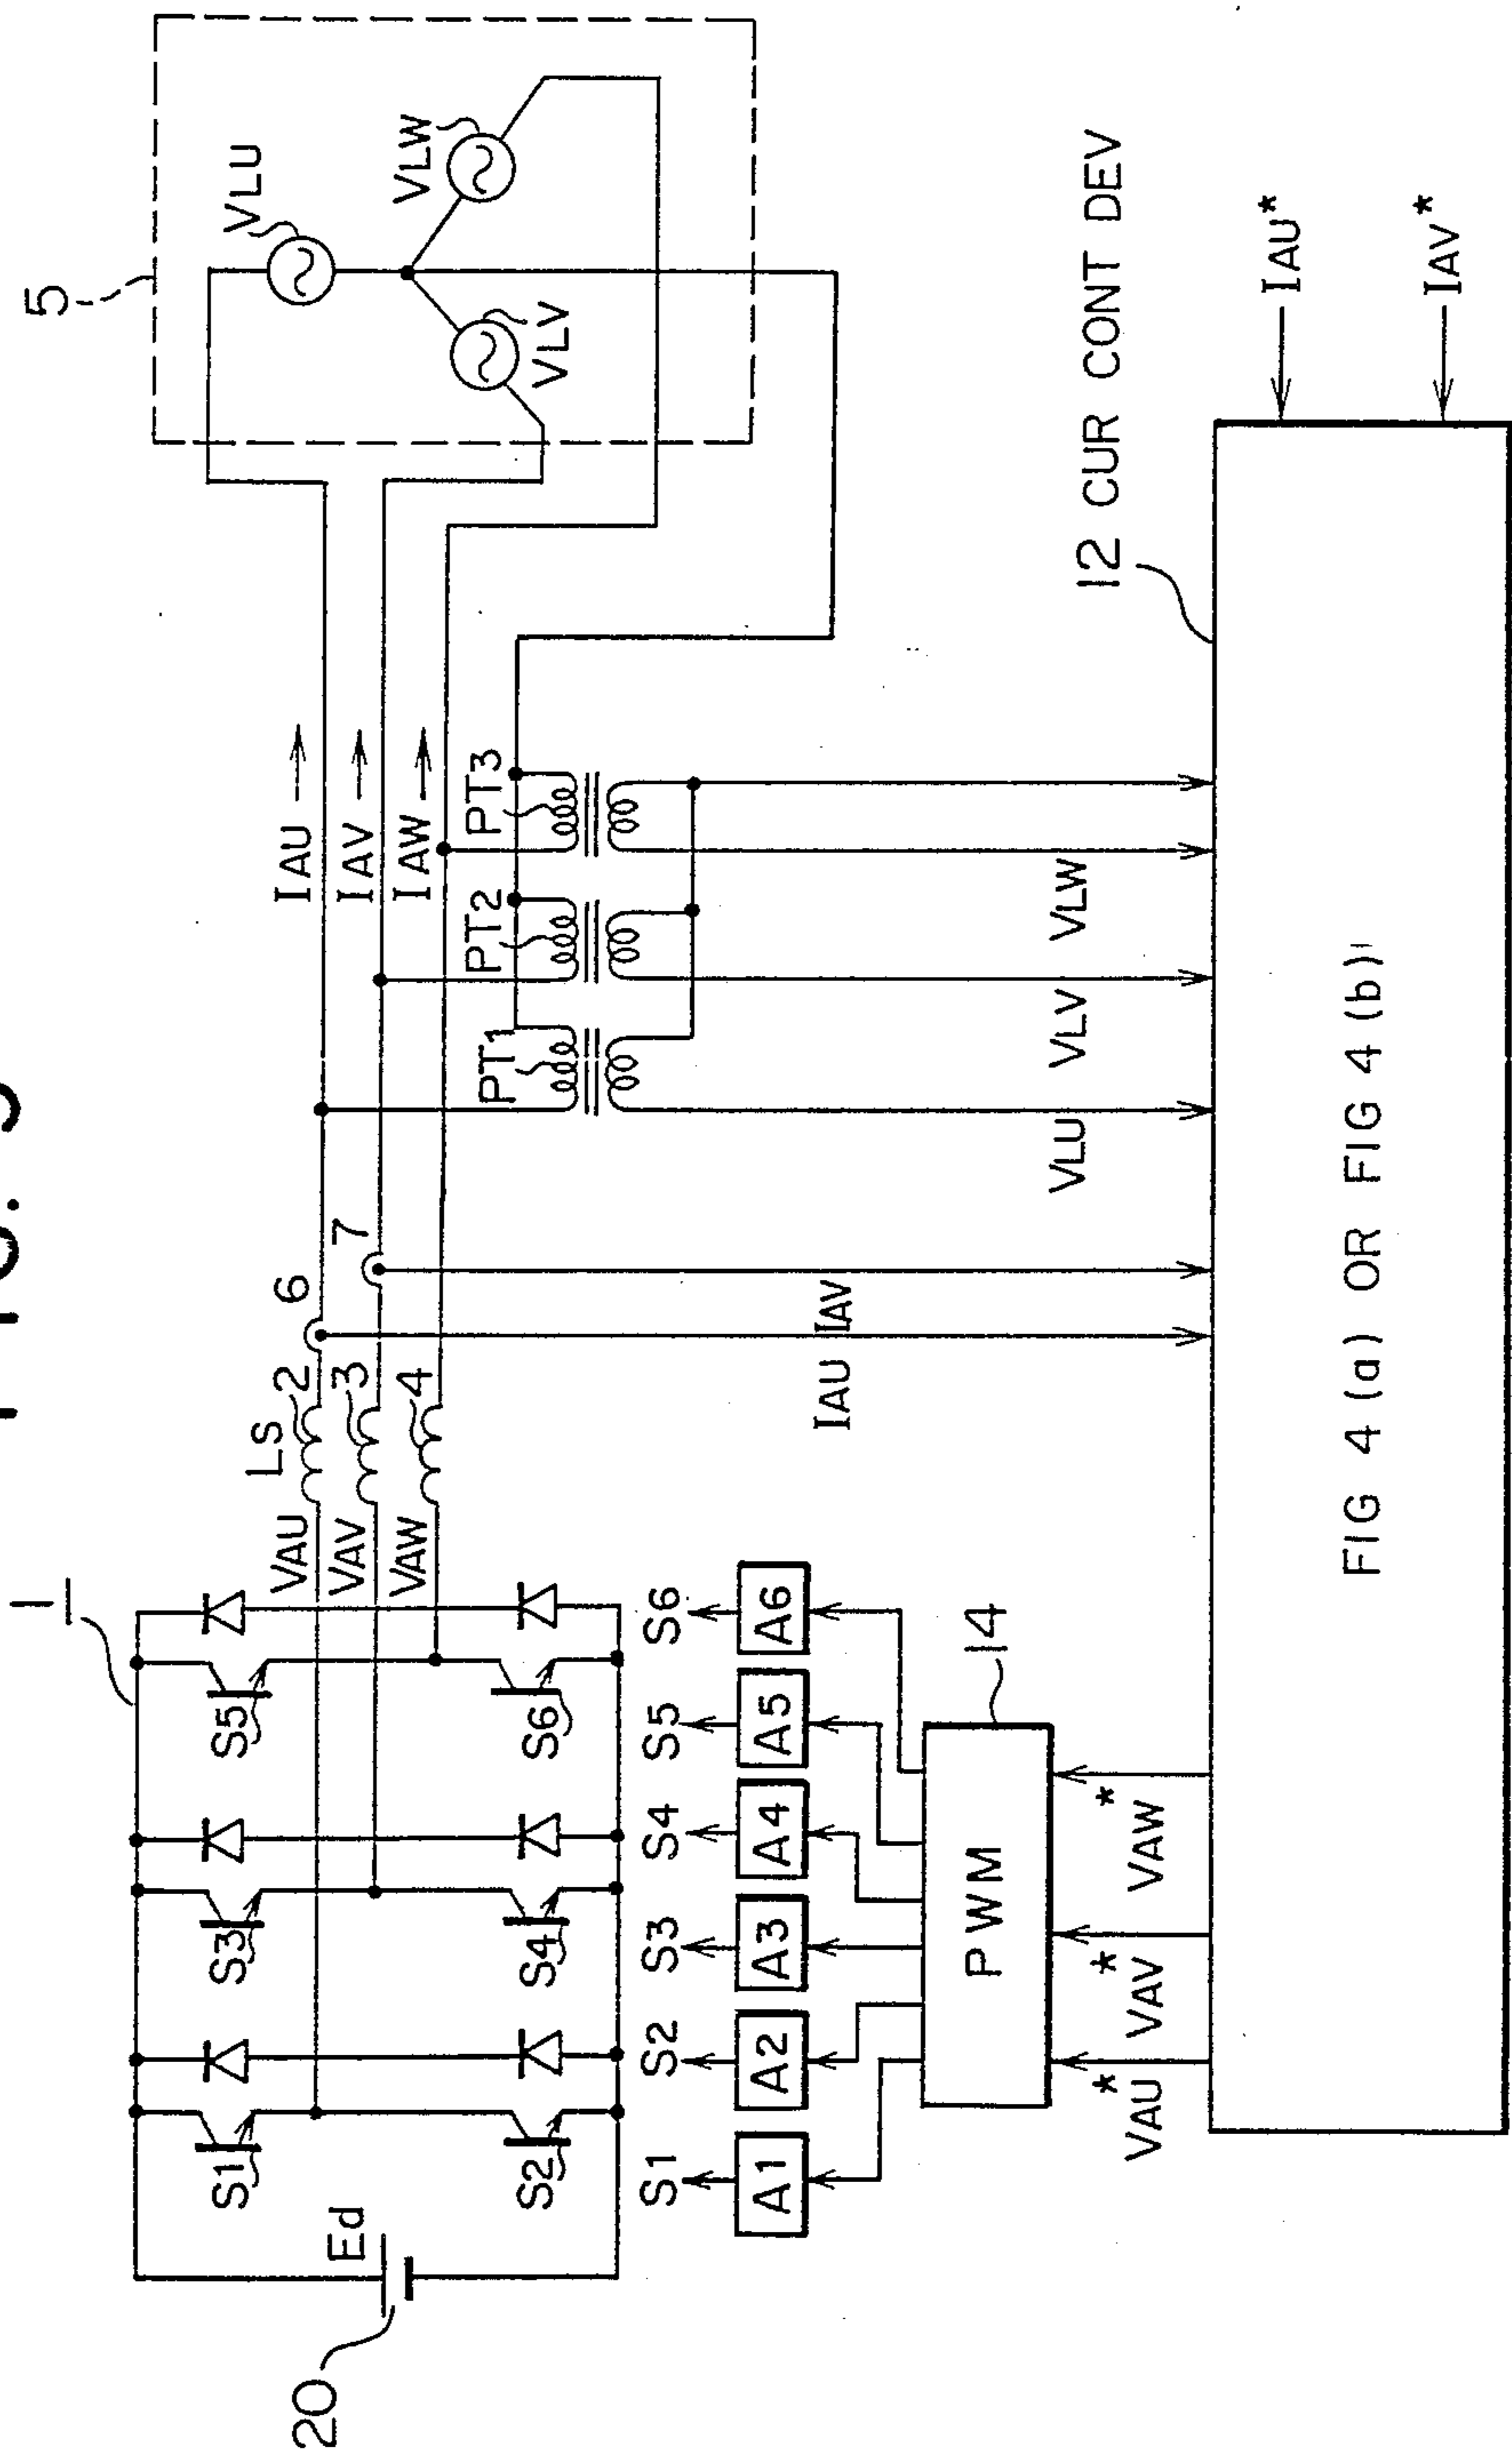 20
Ed
1
S1
S3
S5
S2
S4
S6
VAU
VAV
VAW
LS
2
3
4
6
7
IAU
IAV
IAW
PT1
PT2
PT3
5
VLU
VLV
VLW
S1
S2
S3
S4
S5
S6
A1
A2
A3
A4
A5
A6
PWM
14
VAU*
VAV*
VAW*
IAU
IAV
VLU
VLV
VLW
12 CUR CONT DEV
FIG 4(a) OR FIG 4(b)
IAU*
IAV*